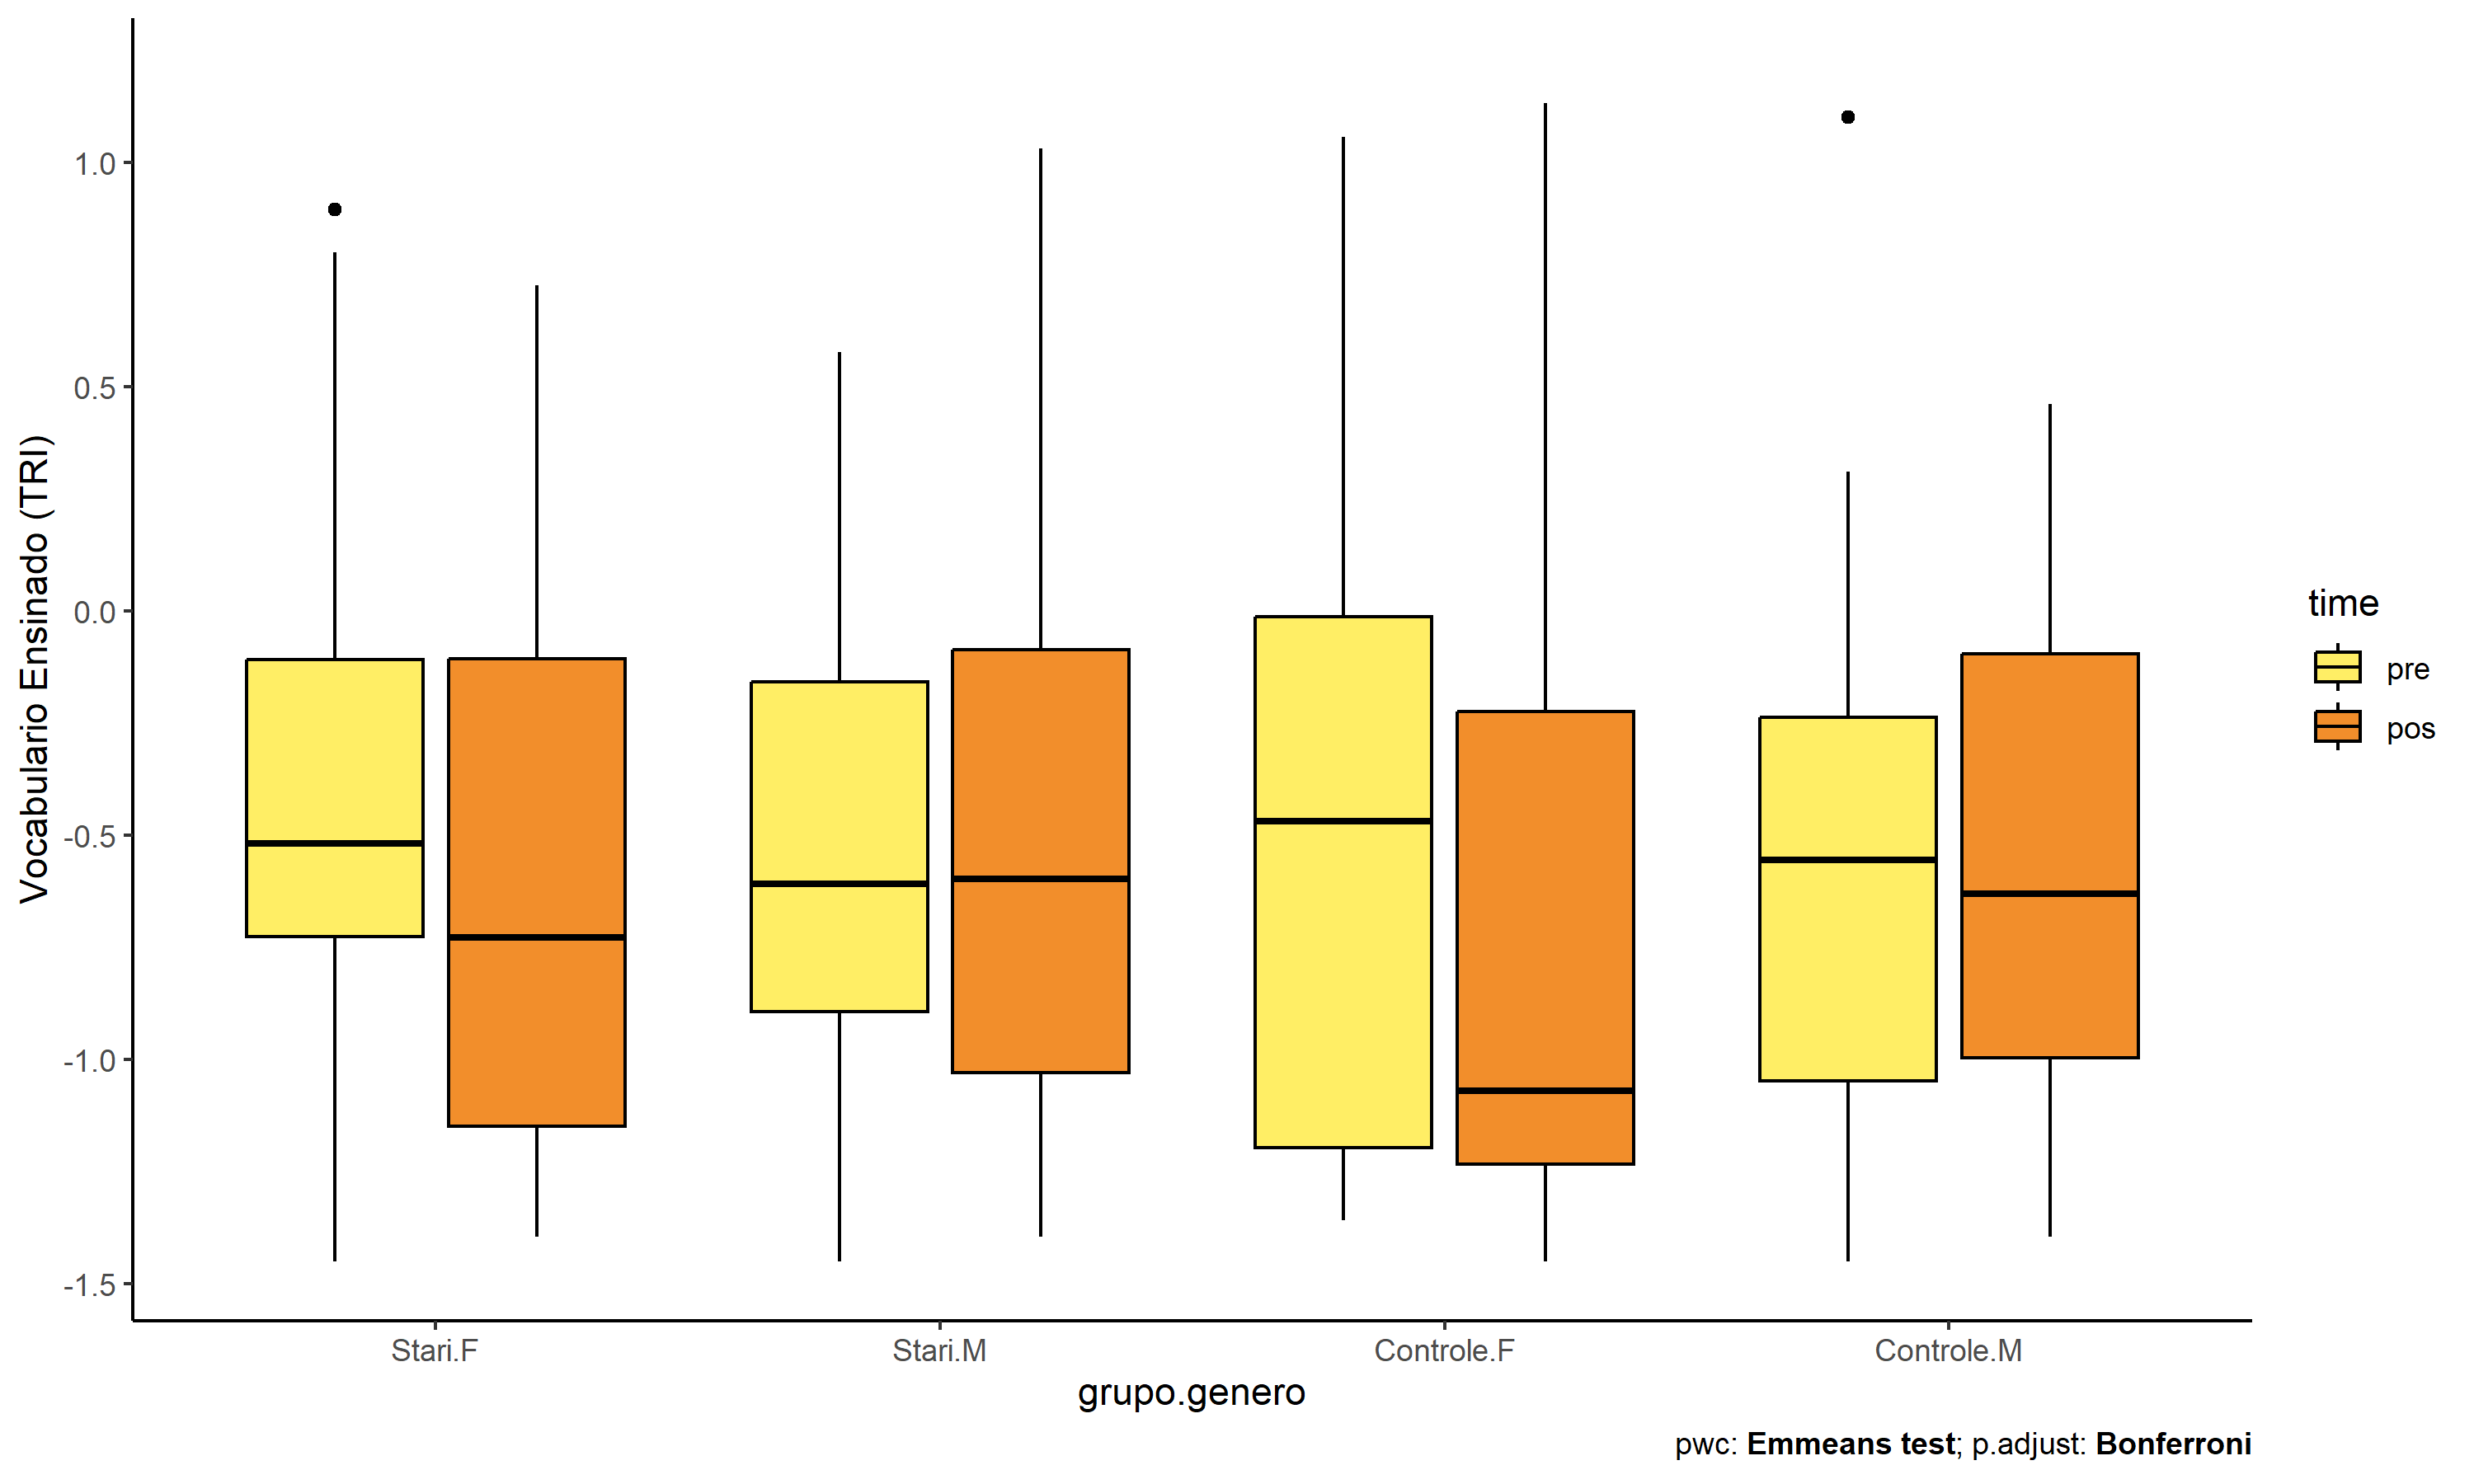 Vocabulario Ensinado (TRI)
1.0
0.5
0.0
-0.5
-1.0
-1.5
Stari.F
Stari.M
Controle.F
Controle.M
grupo.genero
time
pre
pos
pwc: Emmeans test; p.adjust: Bonferroni